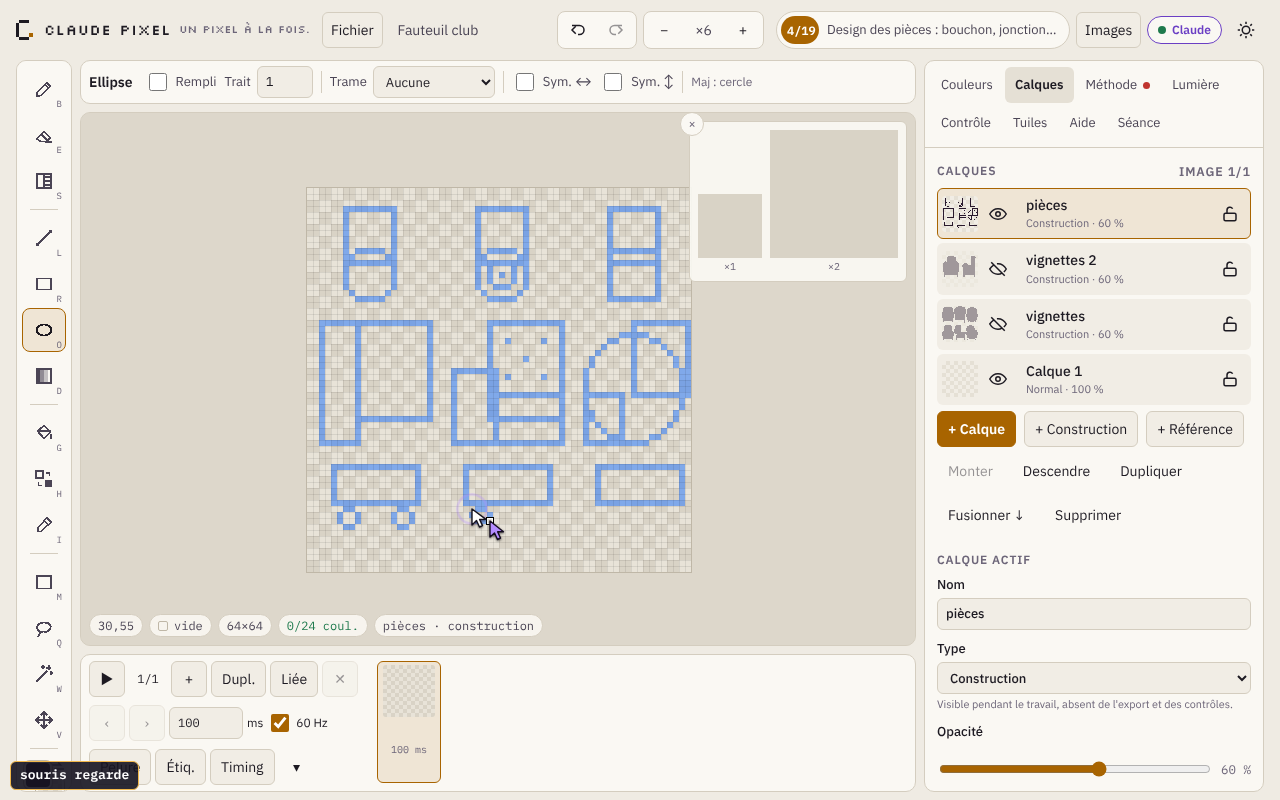 CLAUDE PIXEL UN PIXEL À LA FOIS. Fichier Fauteuil club − ×6 + 4/19 Design des pièces : bouchon, jonction… Images Claude
Ellipse Rempli Trait 1 Trame Aucune Sym. Sym. Maj : cercle
B
E
S
L
R
O
D
G
H
I
M
Q
W
V
×
×1 ×2
30,55 vide 64×64 0/24 coul. pièces · construction
1/1 + Dupl. Liée ×
‹ › 100 ms 60 Hz
Étiq. Timing
100 ms
souris regarde
Couleurs Calques Méthode Lumière
Contrôle Tuiles Aide Séance
CALQUES IMAGE 1/1
pièces
Construction · 60 %
vignettes 2
Construction · 60 %
vignettes
Construction · 60 %
Calque 1
Normal · 100 %
+ Calque + Construction + Référence
Monter Descendre Dupliquer
Fusionner ↓ Supprimer
CALQUE ACTIF
Nom
pièces
Type
Construction
Visible pendant le travail, absent de l'export et des contrôles.
Opacité
60 %